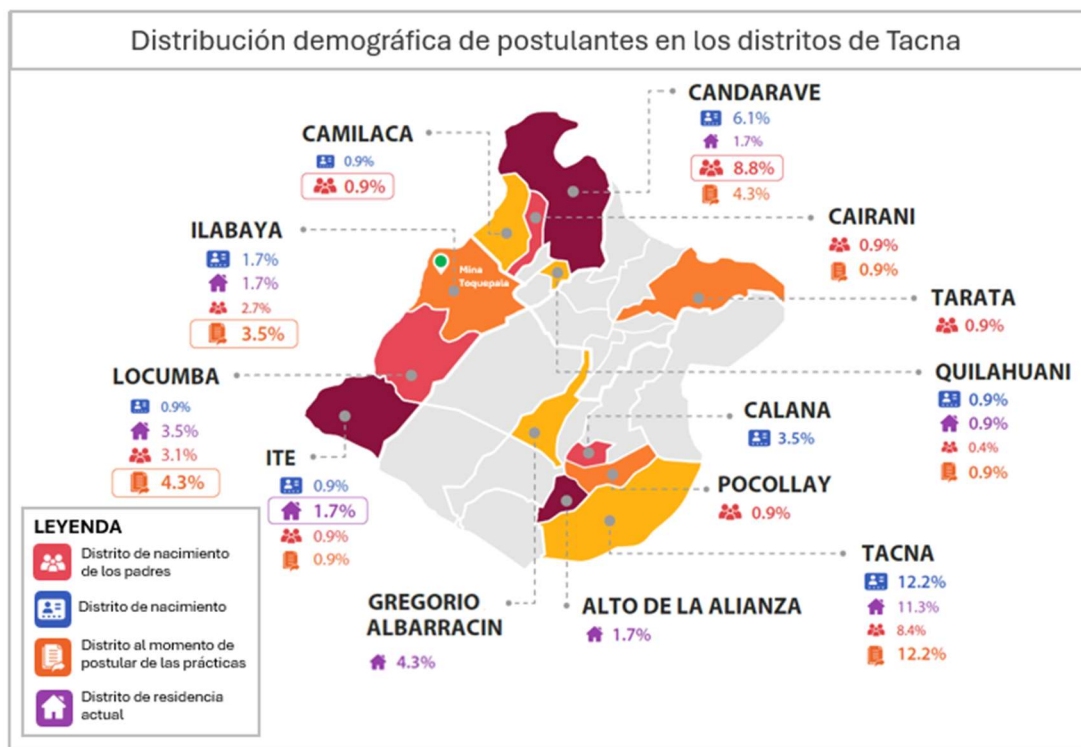 Distribución demográfica de postulantes en los distritos de Tacna
CANDARAVE
6.1%
1.7%
8.8%
4.3%
CAMILACA
0.9%
0.9%
CAIRANI
0.9%
0.9%
ILABAYA
1.7%
1.7%
2.7%
3.5%
Mina
Toquepala
TARATA
0.9%
LOCUMBA
0.9%
3.5%
3.1%
4.3%
QUILAHUANI
0.9%
0.9%
0.4%
0.9%
CALANA
3.5%
ITE
0.9%
1.7%
0.9%
0.9%
POCOLLAY
0.9%
TACNA
12.2%
11.3%
8.4%
12.2%
GREGORIO
ALBARRACIN
4.3%
ALTO DE LA ALIANZA
1.7%
LEYENDA
Distrito de nacimiento
de los padres
Distrito de nacimiento
Distrito al momento de
postular de las prácticas
Distrito de residencia
actual